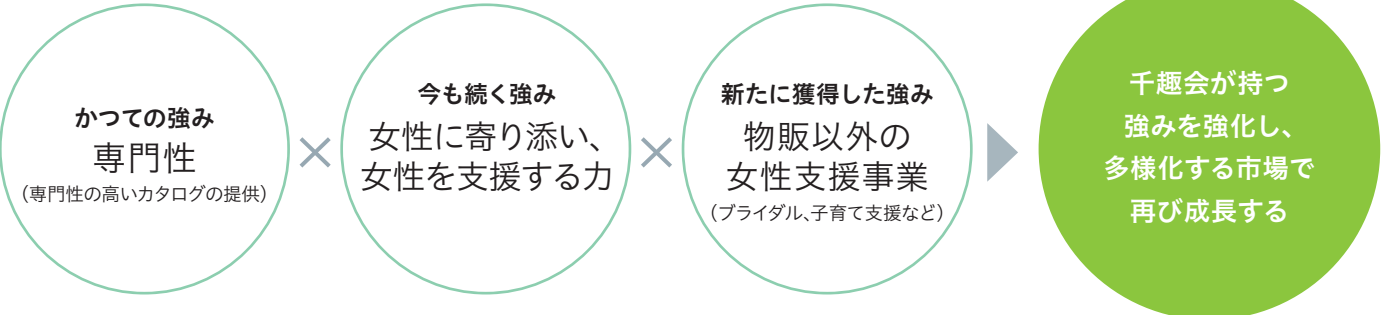 かつての強み
専門性
(専門性の高いカタログの提供)
×
今も続く強み
女性に寄り添い、
女性を支援する力
×
新たに獲得した強み
物販以外の
女性支援事業
(ブライダル、子育て支援など)
千趣会が持つ
強みを強化し、
多様化する市場で
再び成長する